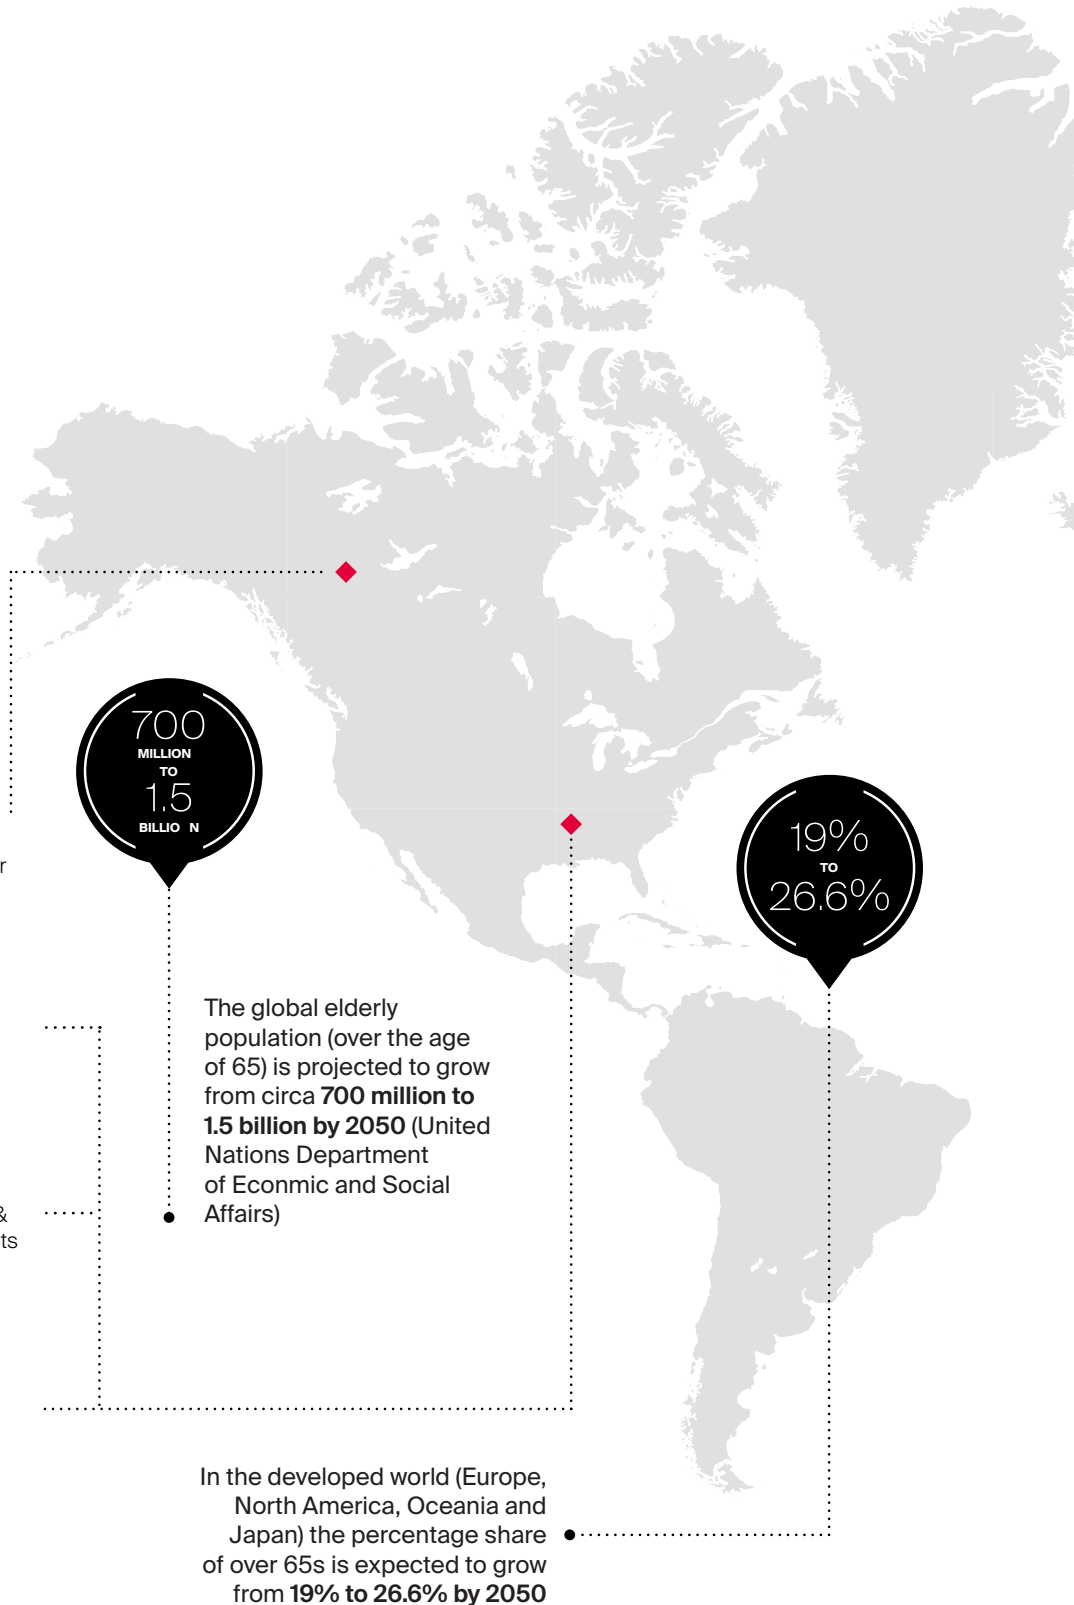 700
MILLION
TO
1.5
BILLIO N
19%
TO
26.6%
r
The global elderly
population (over the age
of 65) is projected to grow
from circa 700 million to
1.5 billion by 2050 (United
Nations Department
of Econmic and Social
Affairs)
&
ts
In the developed world (Europe,
North America, Oceania and
Japan) the percentage share
of over 65s is expected to grow
from 19% to 26.6% by 2050